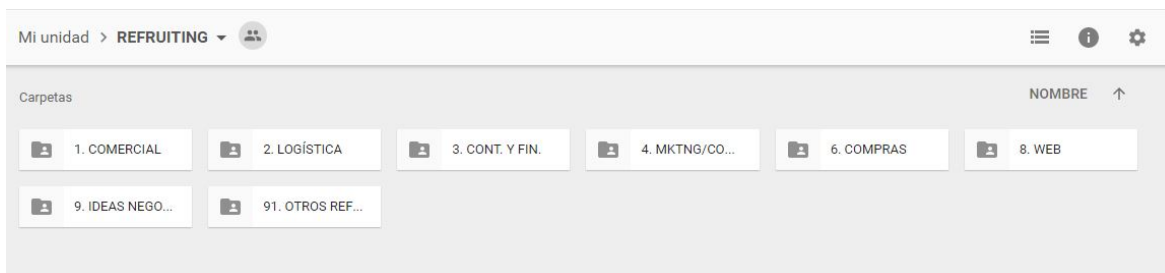 Mi unidad > REFRUITING
Carpetas NOMBRE
1. COMERCIAL 2. LOGÍSTICA 3. CONT. Y FIN. 4. MKTNG/CO... 6. COMPRAS 8. WEB
9. IDEAS NEGO... 91. OTROS REF...